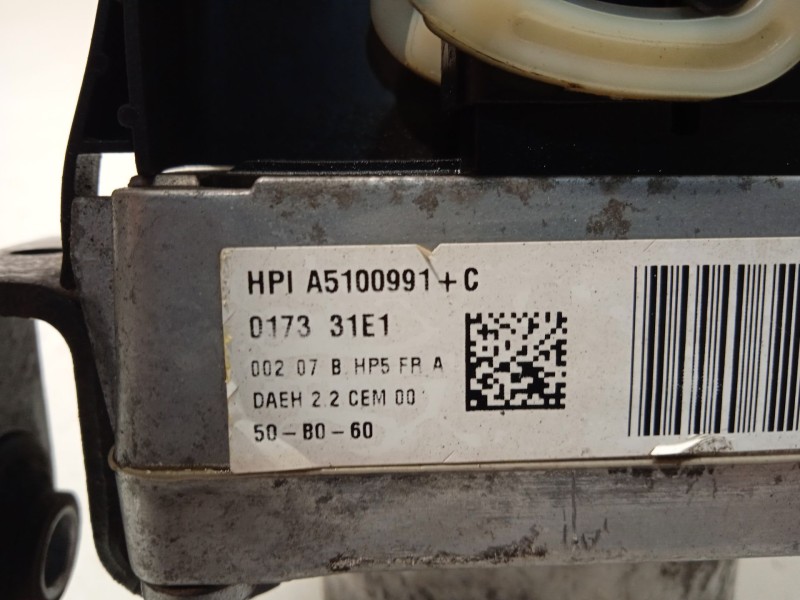 HPI A5100991+C
0173 31E1
002 07 B HP5 FR A
DAEH 2.2 CEM 00
50-B0-60